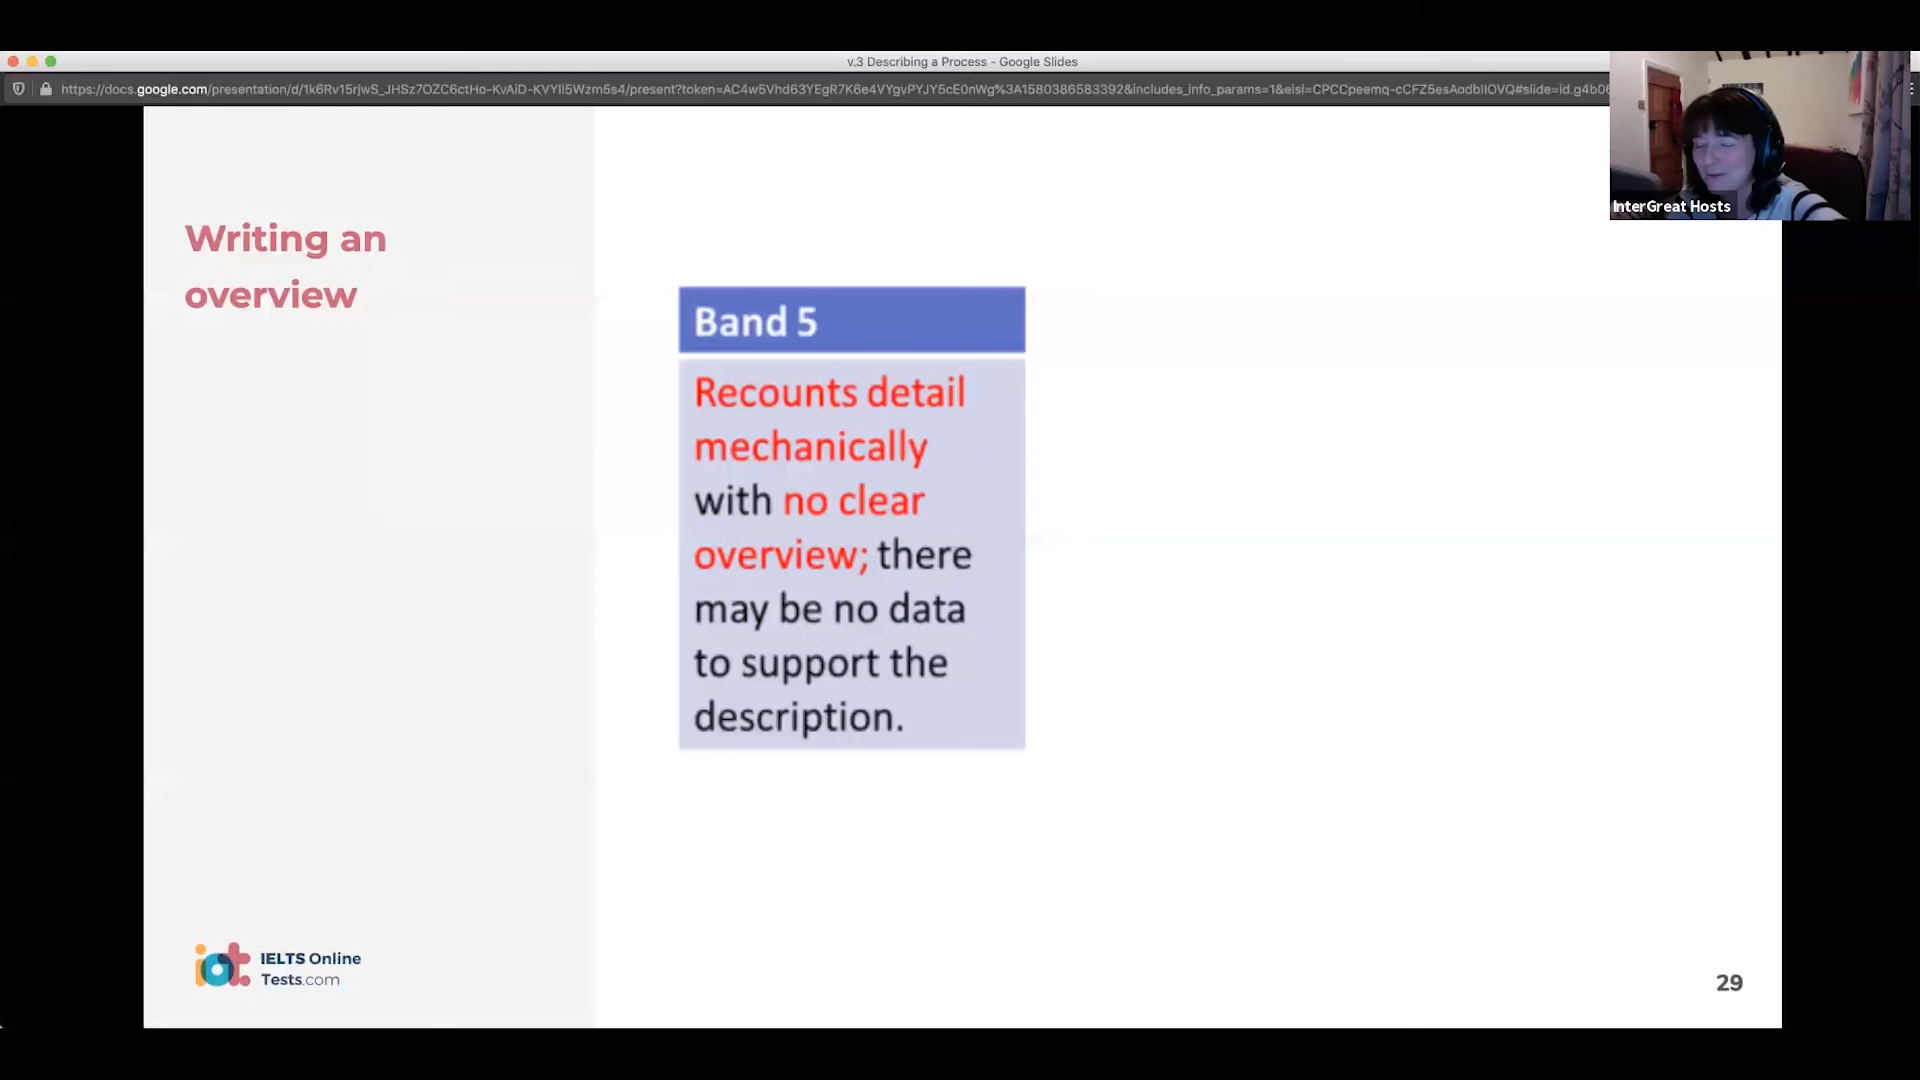 v.3 Describing a Process - Google Slides
InterGreat Hosts
Writing an
overview
Band 5
Recounts detail
mechanically
with no clear
overview; there
may be no data
to support the
description.
iot
IELTS Online
Tests.com
29